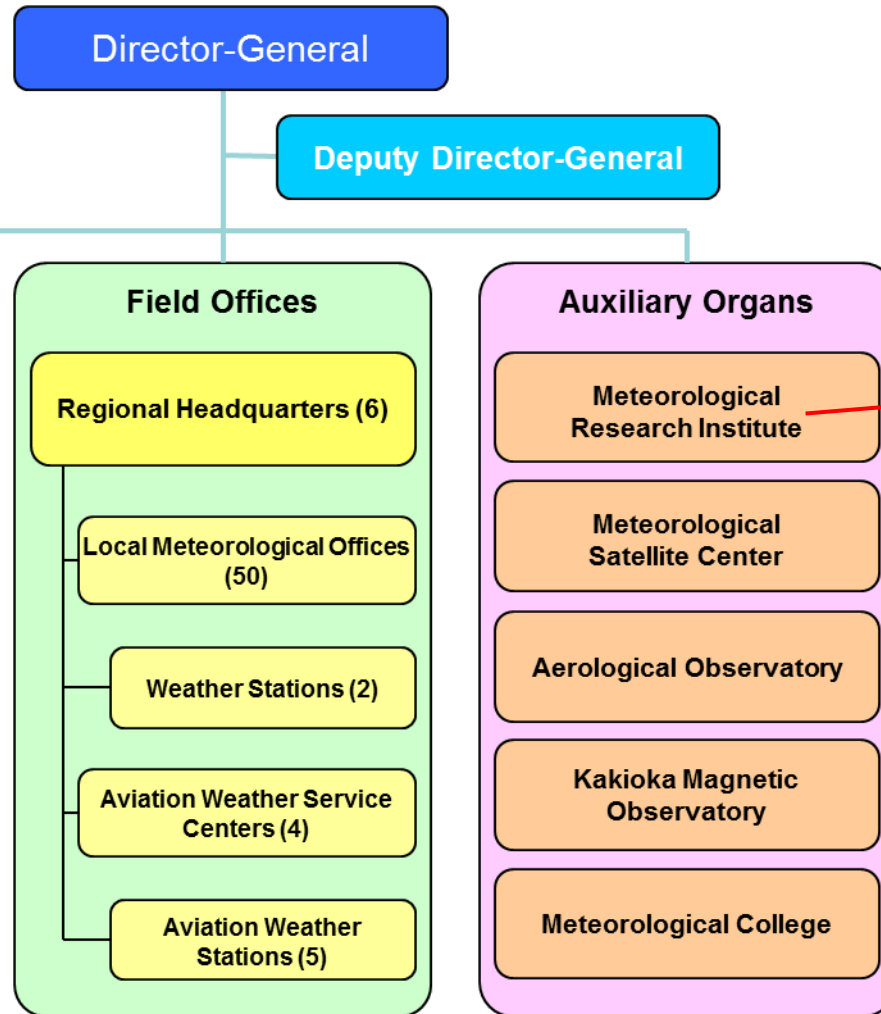 Director-General
Deputy Director-General
Field Offices
Regional Headquarters (6)
Local Meteorological Offices
(50)
Weather Stations (2)
Aviation Weather Service
Centers (4)
Aviation Weather
Stations (5)
Auxiliary Organs
Meteorological
Research Institute
Meteorological
Satellite Center
Aerological Observatory
Kakioka Magnetic
Observatory
Meteorological College